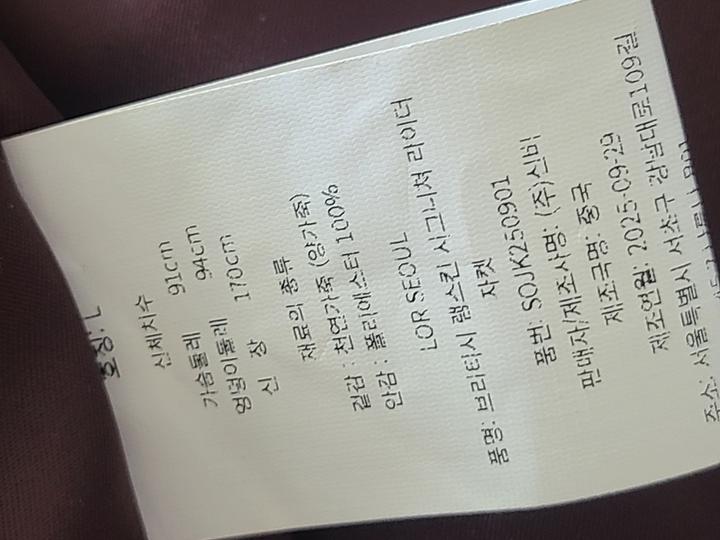 호칭: L
신체치수
가슴둘레 91cm
엉덩이둘레 94cm
신 장 170cm
재료의 종류
겉감 : 천연가죽(양가죽)
안감 : 폴리에스터 100%
LOR SEOUL
품명: 브리티시 램스킨 시그니쳐 라이더
자켓
품번: SOJK250901
판매자/제조사명: (주)신비
제조국명: 중국
제조연월: 2025-09-29
주소: 서울특별시 서초구 강남대로109길